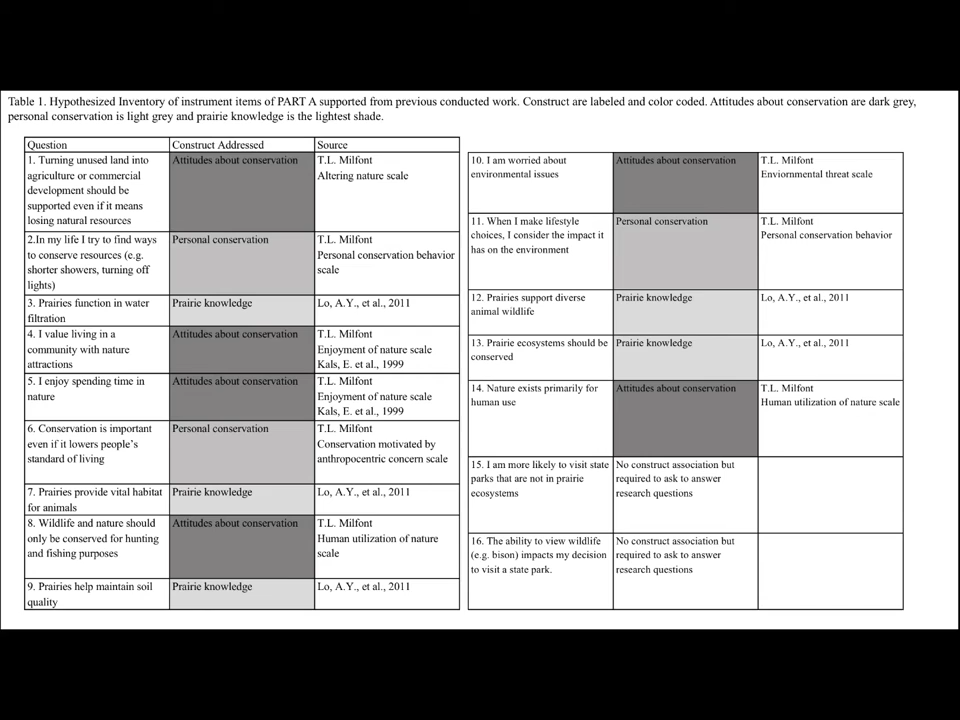 Table 1. Hypothesized Inventory of instrument items of PART A supported from previous conducted work. Construct are labeled and color coded. Attitudes about conservation are dark grey,
personal conservation is light grey and prairie knowledge is the lightest shade.
Question Construct Addressed Source
1. Turning unused land into Attitudes about conservation T.L. Milfont
agriculture or commercial Altering nature scale
development should be
supported even if it means
losing natural resources
2.In my life I try to find ways Personal conservation T.L. Milfont
to conserve resources (e.g. Personal conservation behavior
shorter showers, turning off scale
lights)
3. Prairies function in water Prairie knowledge Lo, A.Y., et al., 2011
filtration
4. I value living in a Attitudes about conservation T.L. Milfont
community with nature Enjoyment of nature scale
attractions Kals, E. et al., 1999
5. I enjoy spending time in Attitudes about conservation T.L. Milfont
nature Enjoyment of nature scale
Kals, E. et al., 1999
6. Conservation is important Personal conservation T.L. Milfont
even if it lowers people's Conservation motivated by
standard of living anthropocentric concern scale
7. Prairies provide vital habitat Prairie knowledge Lo, A.Y., et al., 2011
for animals
8. Wildlife and nature should Attitudes about conservation T.L. Milfont
only be conserved for hunting Human utilization of nature
and fishing purposes scale
9. Prairies help maintain soil Prairie knowledge Lo, A.Y., et al., 2011
quality
10. I am worried about Attitudes about conservation T.L. Milfont
environmental issues Enviornmental threat scale
11. When I make lifestyle Personal conservation T.L. Milfont
choices, I consider the impact it Personal conservation behavior
has on the environment
12. Prairies support diverse Prairie knowledge Lo, A.Y., et al., 2011
animal wildlife
13. Prairie ecosystems should be Prairie knowledge Lo, A.Y., et al., 2011
conserved
14. Nature exists primarily for Attitudes about conservation T.L. Milfont
human use Human utilization of nature scale
15. I am more likely to visit state No construct association but
parks that are not in prairie required to ask to answer
ecosystems research questions
16. The ability to view wildlife No construct association but
(e.g. bison) impacts my decision required to ask to answer
to visit a state park. research questions